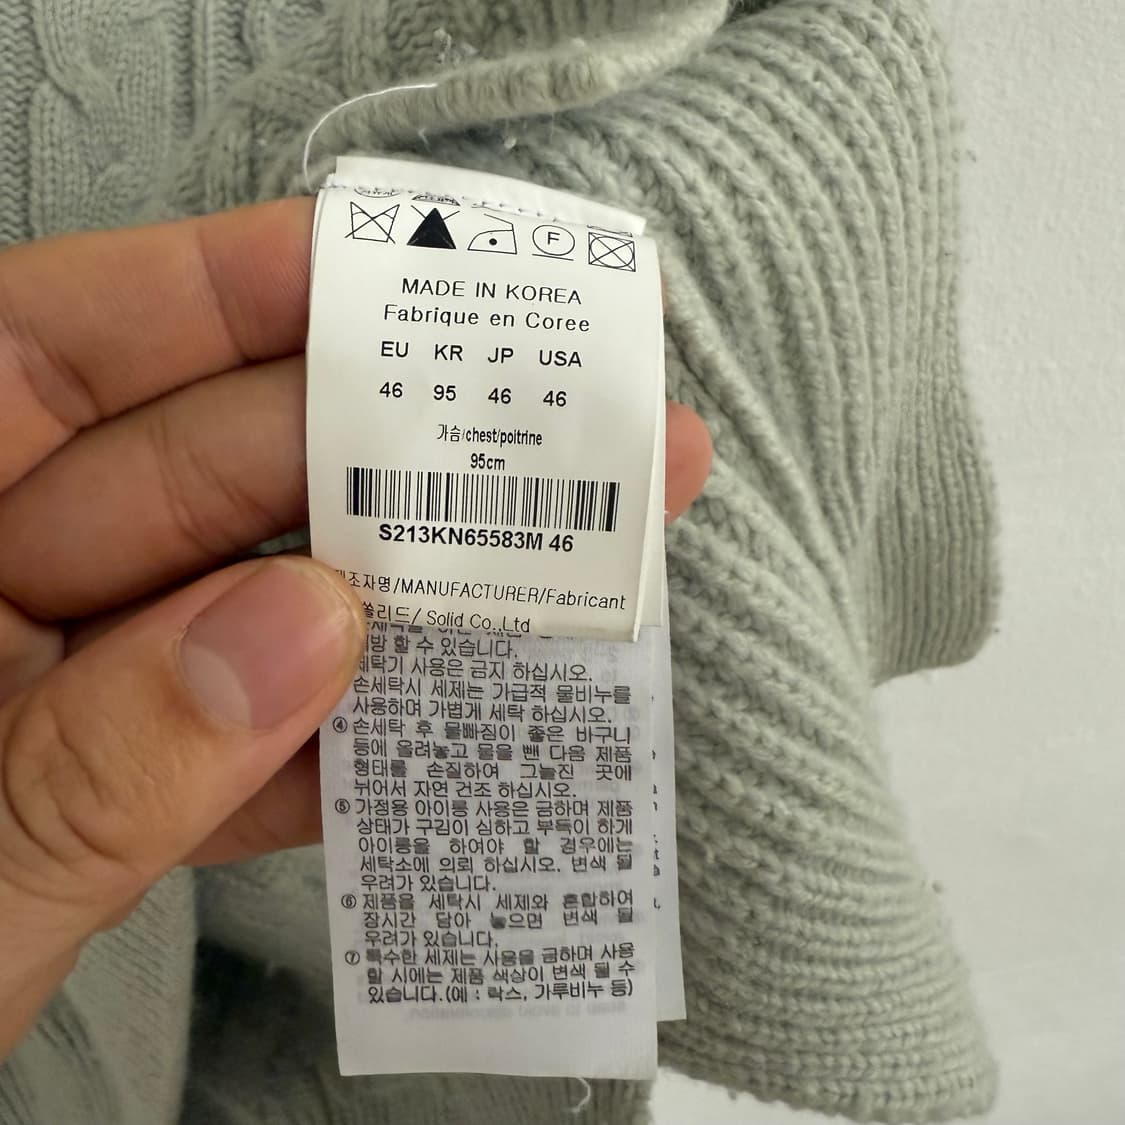 F
MADE IN KOREA
Fabrique en Coree
EU KR JP USA
46 95 46 46
가슴/chest/poitrine
95cm
S213KN65583M 46
제조자명/MANUFACTURER/Fabricant
쏠리드/ Solid Co.,Ltd
방 할 수 있습니다.
세탁기 사용은 금지 하십시오.
손세탁시 세제는 가급적 물비누를
사용하며 가볍게 세탁 하십시오.
④ 손세탁 후 물빠짐이 좋은 바구니
등에 올려놓고 물을 뺀 다음 제품
형태를 손질하여 그늘진 곳에
뉘어서 자연 건조 하십시오.
⑤ 가정용 아이롱 사용은 금하며 제품
상태가 구김이 심하고 부득이 하게
아이롱을 하여야 할 경우에는
세탁소에 의뢰 하십시오. 변색 될
우려가 있습니다.
⑥ 제품을 세탁시 세제와 혼합하여
장시간 담아 놓으면 변색 될
우려가 있습니다.
⑦ 특수한 세제는 사용을 금하며 사용
할 시에는 제품 색상이 변색 될 수
있습니다.(예 : 락스, 가루비누 등)